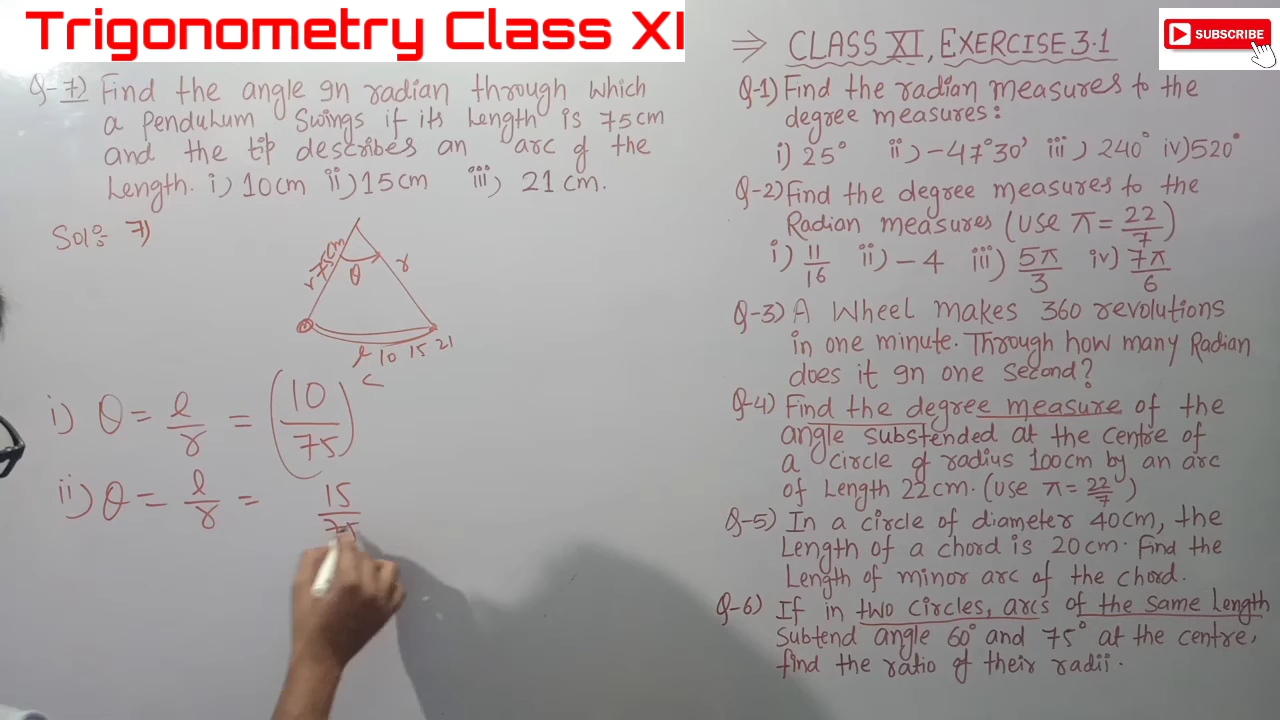 Trigonometry Class XI
Q-7) Find the angle gn radian through which
a Pendulum Swings if its Length is 75cm
and the tip describes an arc of the
Length. i) 10cm ii) 15cm iii) 21 cm.
Sol: 7)
r 75cm
θ
r
l 10 15 21
i) θ = l/r = (10/75)ᶜ
ii) θ = l/r = 15/75
⇒ CLASS XI, EXERCISE 3.1
SUBSCRIBE
Q-1) Find the radian measures to the
degree measures:
i) 25° ii) -47°30' iii) 240° iv) 520°
Q-2) Find the degree measures to the
Radian measures (use π = 22/7)
i) 11/16 ii) -4 iii) 5π/3 iv) 7π/6
Q-3) A Wheel makes 360 revolutions
in one minute. Through how many Radian
does it gn one second?
Q-4) Find the degree measure of the
angle substended at the centre of
a circle of radius 100cm by an arc
of Length 22cm. (use π = 22/7)
Q-5) In a circle of diameter 40cm, the
Length of a chord is 20cm. Find the
Length of minor arc of the chord.
Q-6) If in two circles, arcs of the same Length
Subtend angle 60° and 75° at the centre,
find the ratio of their radii.